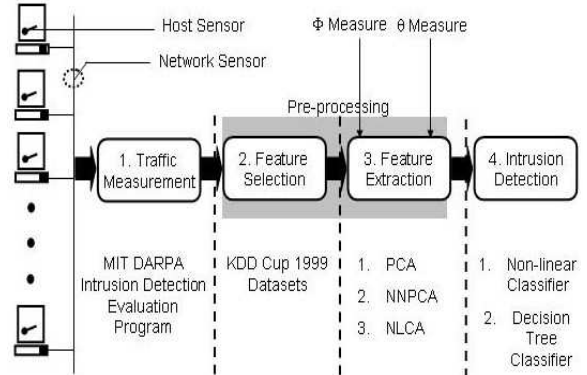 Host Sensor
Network Sensor
Φ Measure
θ Measure
Pre-processing
1. Traffic
Measurement
2. Feature
Selection
3. Feature
Extraction
4. Intrusion
Detection
MIT DARPA
Intrusion Detection
Evaluation
Program
KDD Cup 1999
Datasets
1. PCA
2. NNPCA
3. NLCA
1. Non-linear
Classifier
2. Decision
Tree
Classifier